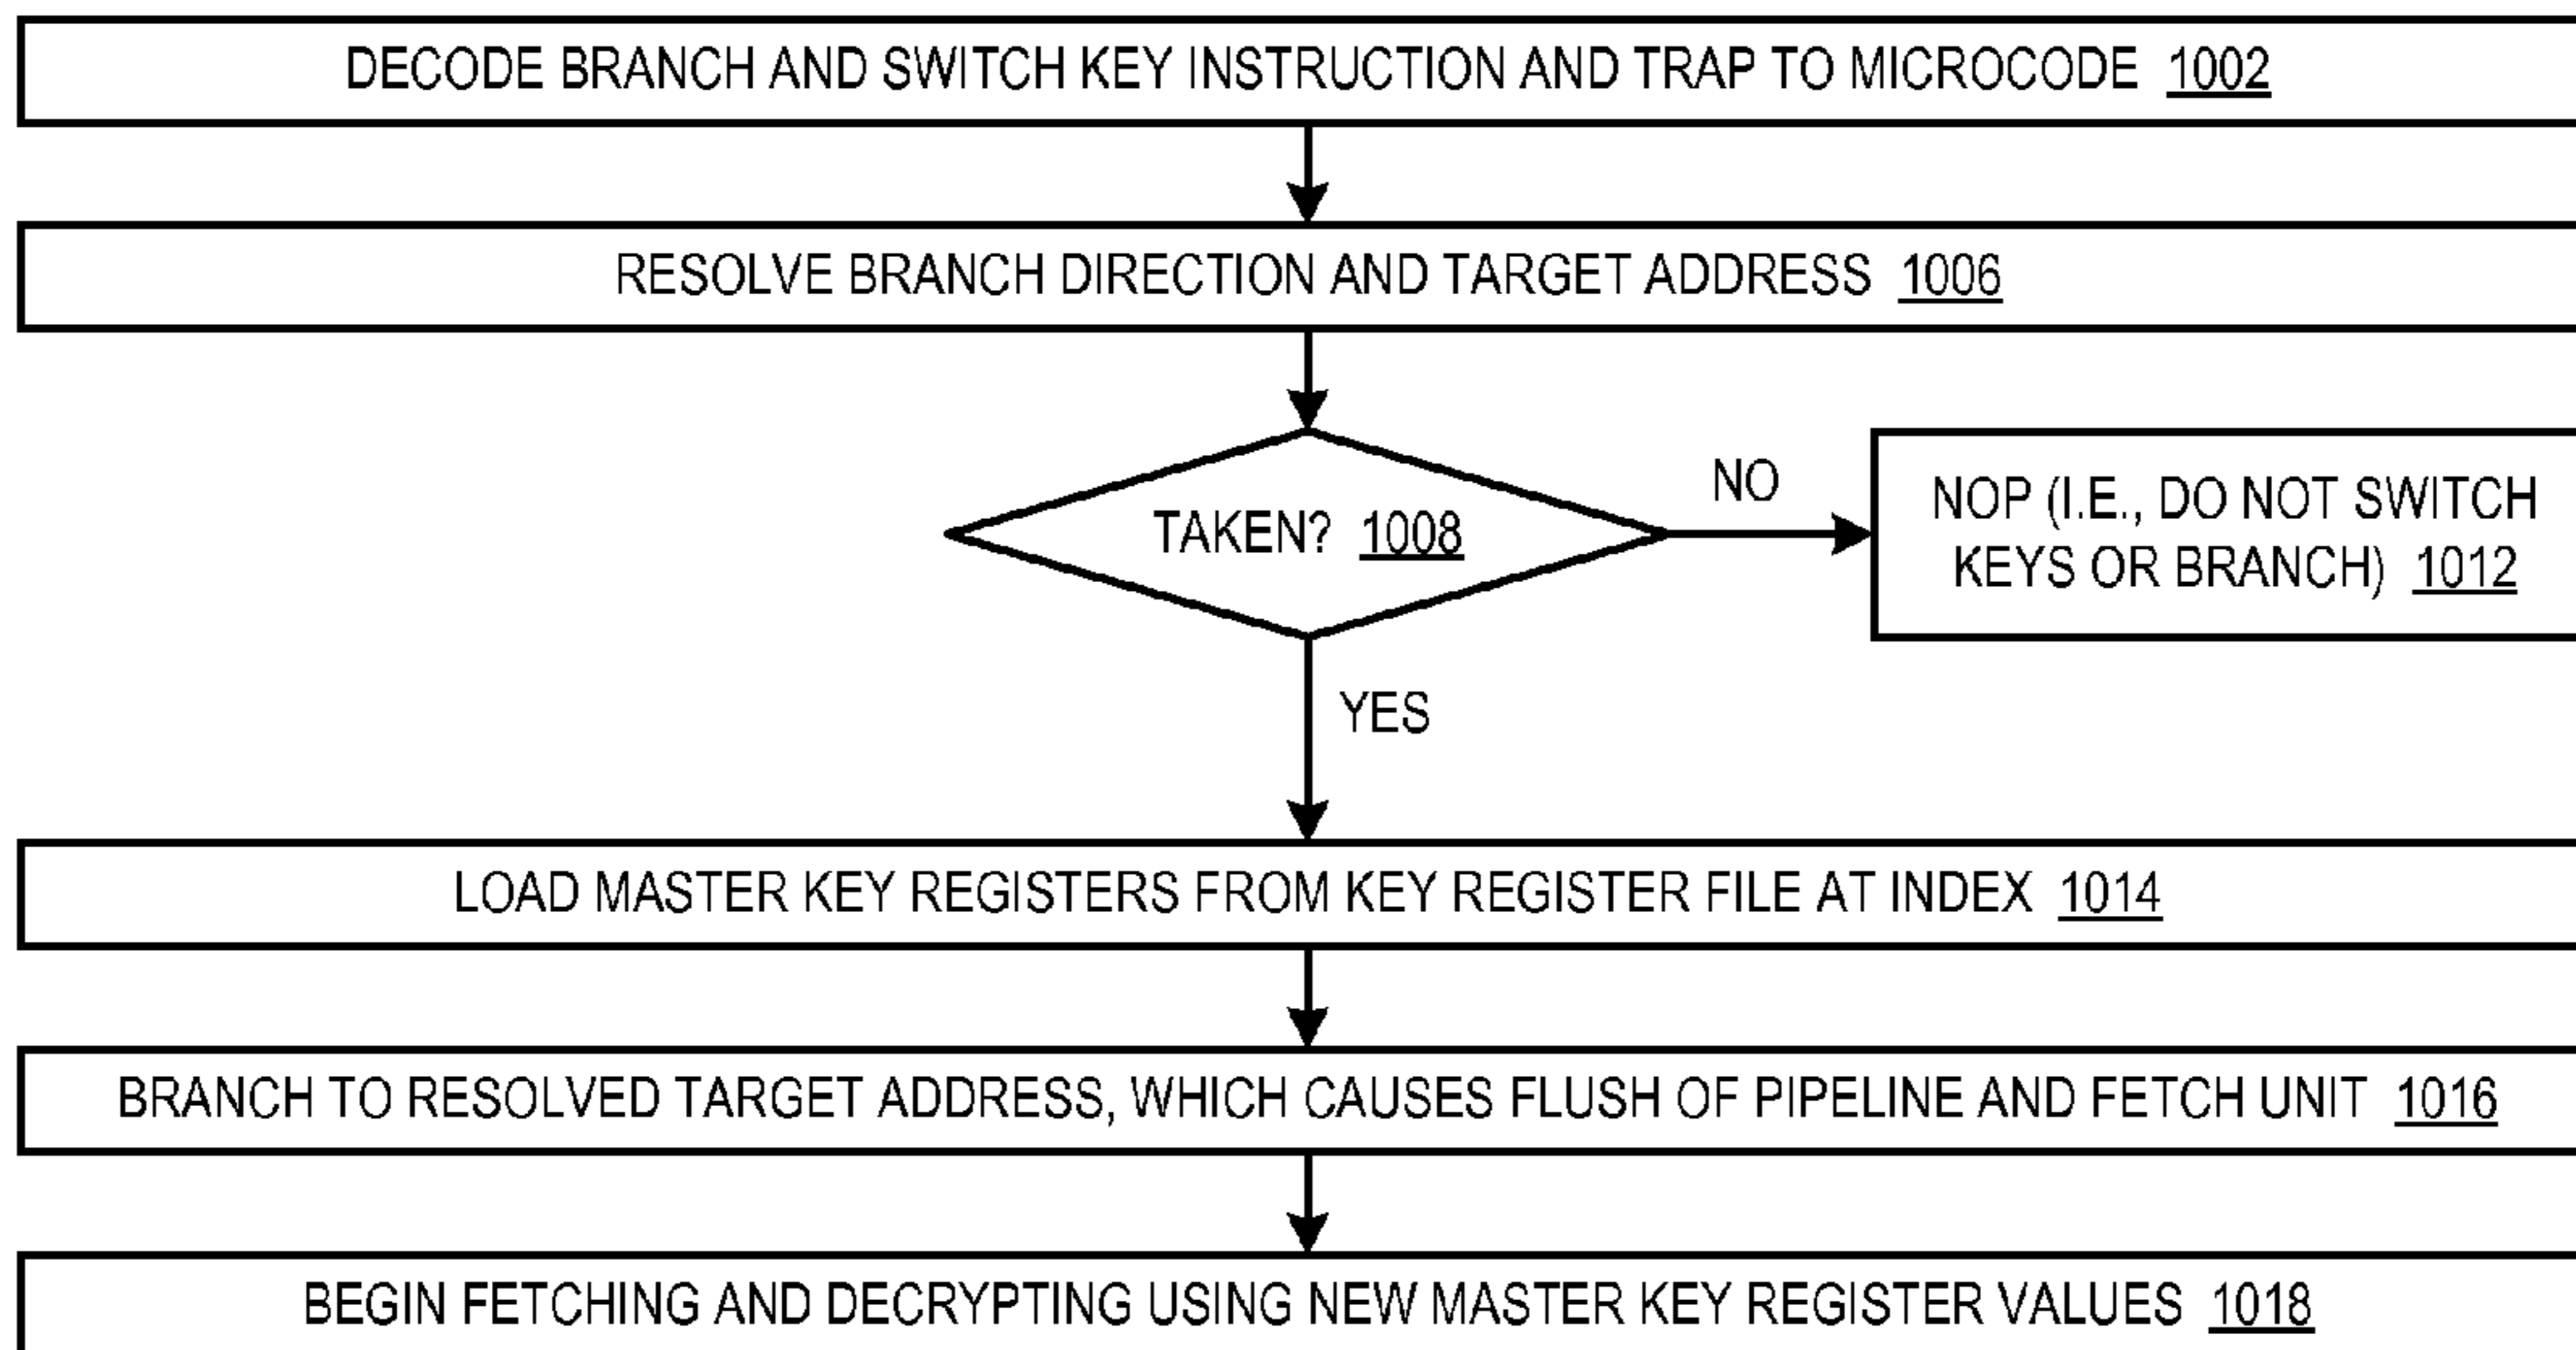 DECODE BRANCH AND SWITCH KEY INSTRUCTION AND TRAP TO MICROCODE 1002
RESOLVE BRANCH DIRECTION AND TARGET ADDRESS 1006
TAKEN? 1008
NO
NOP (I.E., DO NOT SWITCH
KEYS OR BRANCH) 1012
YES
LOAD MASTER KEY REGISTERS FROM KEY REGISTER FILE AT INDEX 1014
BRANCH TO RESOLVED TARGET ADDRESS, WHICH CAUSES FLUSH OF PIPELINE AND FETCH UNIT 1016
BEGIN FETCHING AND DECRYPTING USING NEW MASTER KEY REGISTER VALUES 1018